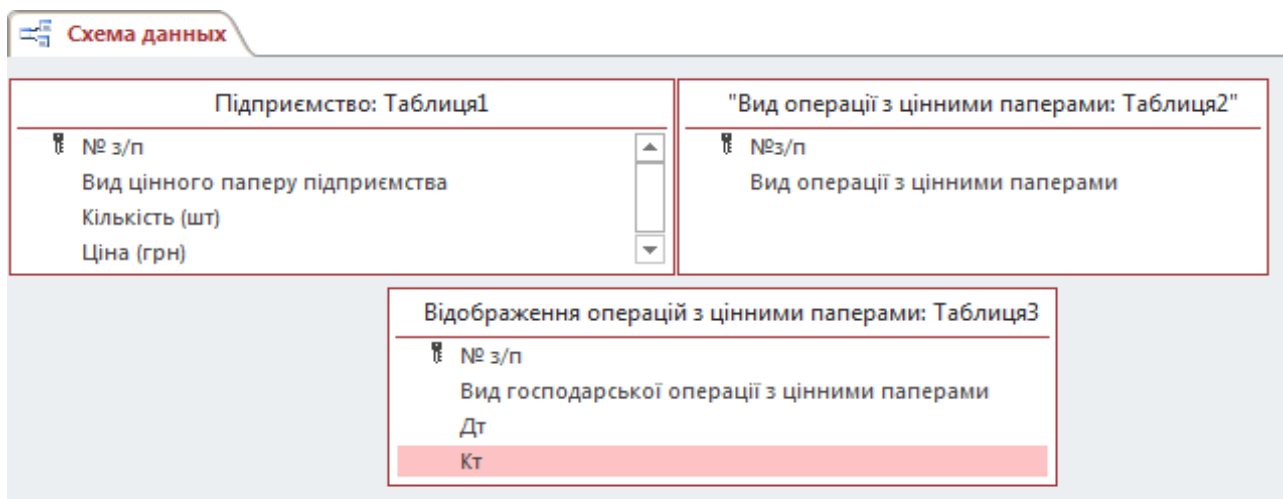 Схема данных
Підприємство: Таблиця1
№ з/п
Вид цінного паперу підприємства
Кількість (шт)
Ціна (грн)
"Вид операції з цінними паперами: Таблиця2"
№з/п
Вид операції з цінними паперами
Відображення операцій з цінними паперами: Таблиця3
№ з/п
Вид господарської операції з цінними паперами
Дт
Кт